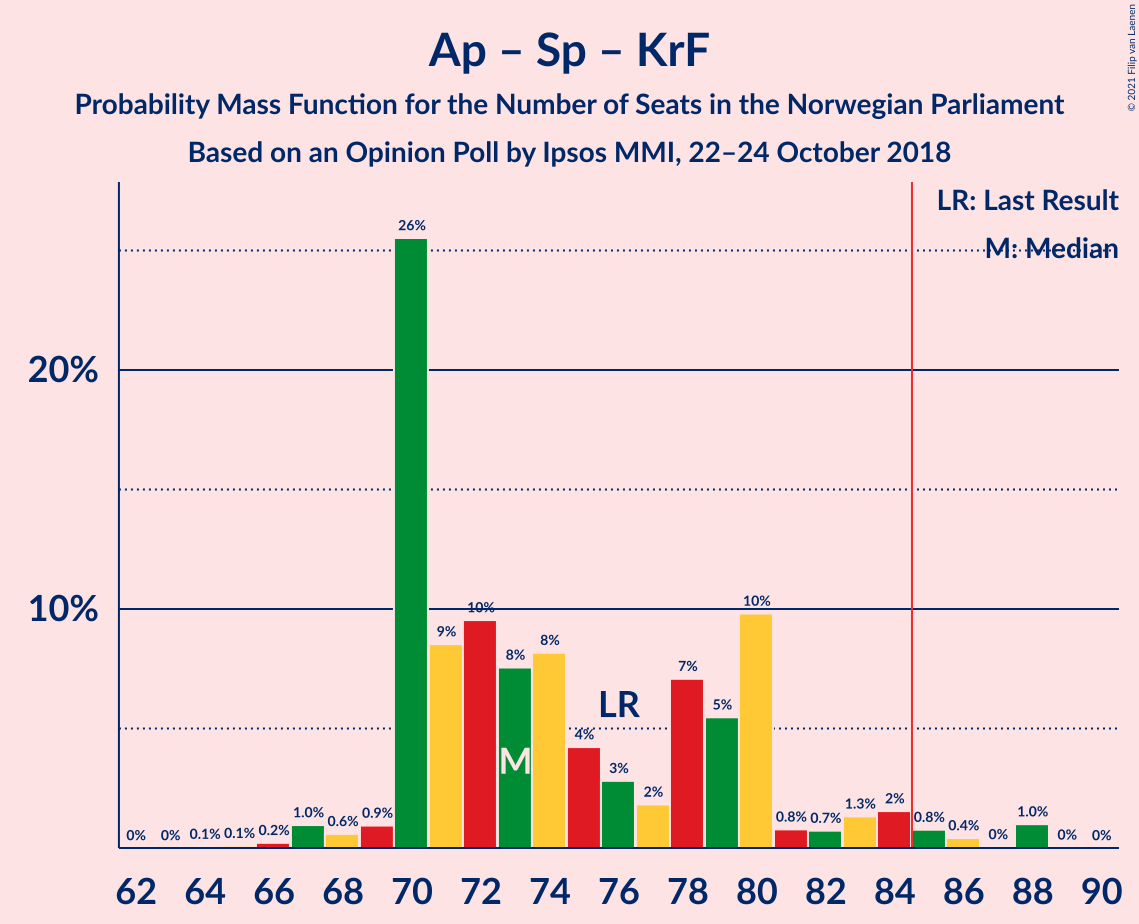 Ap – Sp – KrF
Probability Mass Function for the Number of Seats in the Norwegian Parliament
Based on an Opinion Poll by Ipsos MMI, 22–24 October 2018
© 2021 Filip van Laenen
LR: Last Result
M: Median
20%
10%
0% 0% 0.1% 0.1% 0.2% 1.0% 0.6% 0.9% 26% 9% 10% 8% 8% 4% 3% 2% 7% 5% 10% 0.8% 0.7% 1.3% 2% 0.8% 0.4% 0% 1.0% 0% 0%
LR
M
62 64 66 68 70 72 74 76 78 80 82 84 86 88 90